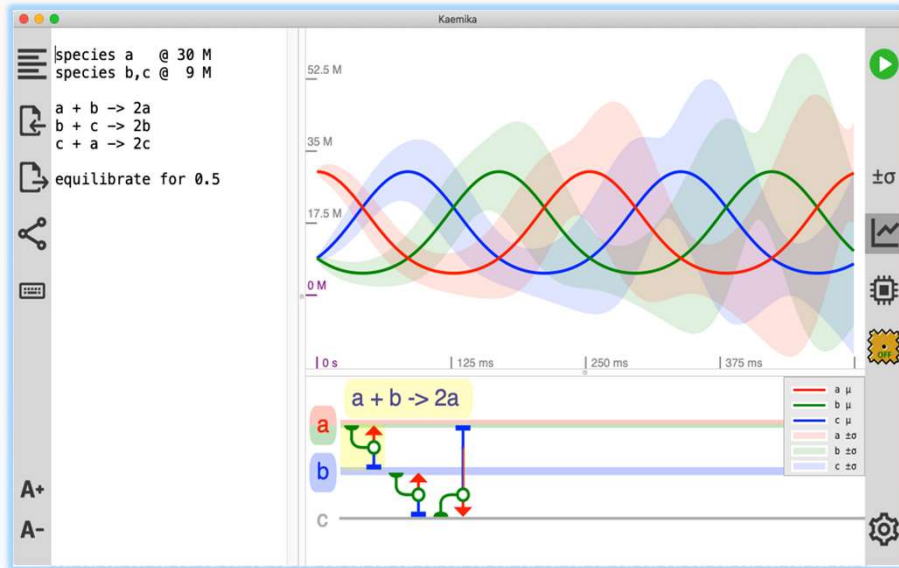 Kaemika
species a @ 30 M
species b,c @ 9 M
a + b -> 2a
b + c -> 2b
c + a -> 2c
equilibrate for 0.5
A+
A-
52.5 M
35 M
17.5 M
0 M
0 s
125 ms
250 ms
375 ms
a + b -> 2a
a
b
c
a μ
b μ
c μ
a ±σ
b ±σ
c ±σ
±σ
OFF